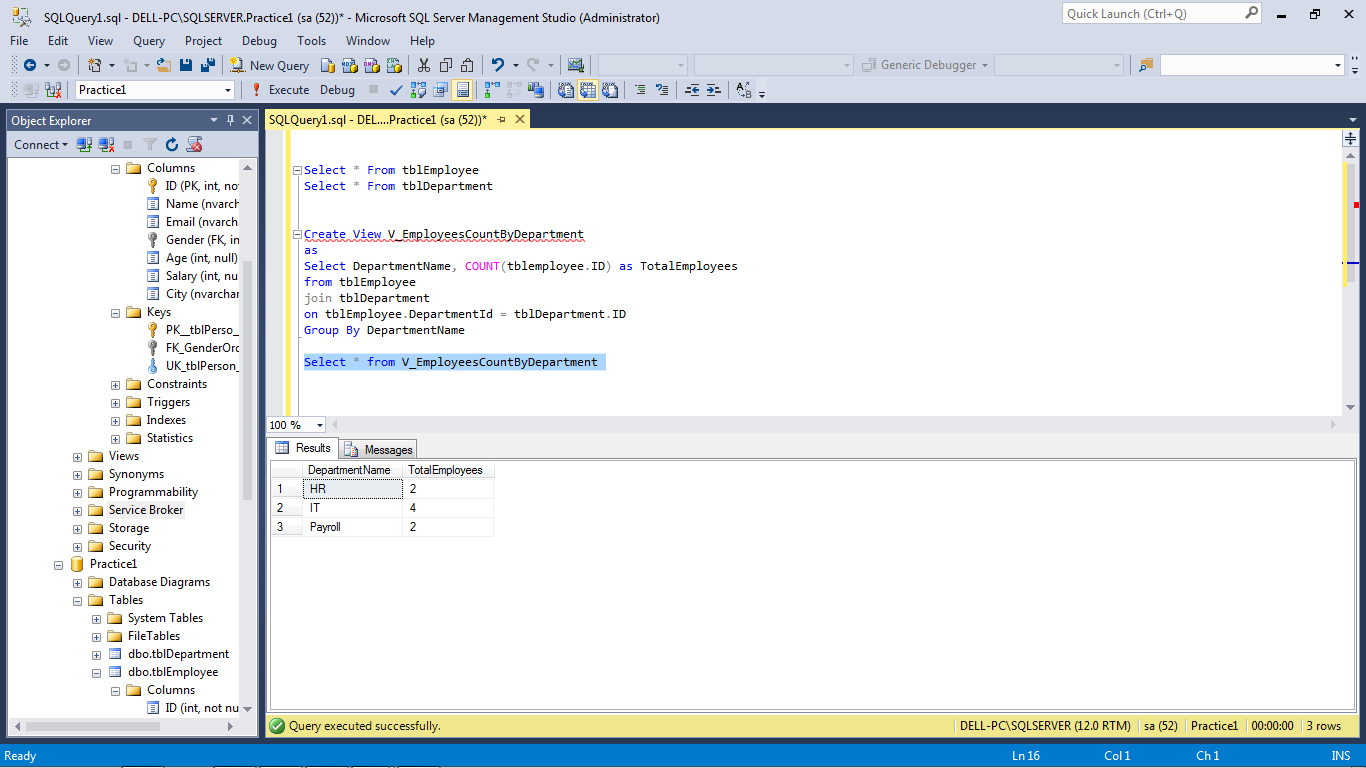 SQLQuery1.sql - DELL-PC\SQLSERVER.Practice1 (sa (52))* - Microsoft SQL Server Management Studio (Administrator)
Quick Launch (Ctrl+Q)
File Edit View Query Project Debug Tools Window Help
New Query
Generic Debugger
Practice1
Execute Debug
Object Explorer
Connect
Columns
ID (PK, int, no
Name (nvarch
Email (nvarch
Gender (FK, in
Age (int, null)
Salary (int, nu
City (nvarchar
Keys
PK__tblPerso_
FK_GenderOrd
UK_tblPerson_
Constraints
Triggers
Indexes
Statistics
Views
Synonyms
Programmability
Service Broker
Storage
Security
Practice1
Database Diagrams
Tables
System Tables
FileTables
dbo.tblDepartment
dbo.tblEmployee
Columns
ID (int, not nu
SQLQuery1.sql - DEL....Practice1 (sa (52))*
Select * From tblEmployee
Select * From tblDepartment
Create View V_EmployeesCountByDepartment
as
Select DepartmentName, COUNT(tblemployee.ID) as TotalEmployees
from tblEmployee
join tblDepartment
on tblEmployee.DepartmentId = tblDepartment.ID
Group By DepartmentName
Select * from V_EmployeesCountByDepartment
100 %
Results Messages
DepartmentName TotalEmployees
1 HR 2
2 IT 4
3 Payroll 2
Query executed successfully.
DELL-PC\SQLSERVER (12.0 RTM) sa (52) Practice1 00:00:00 3 rows
Ready Ln 16 Col 1 Ch 1 INS